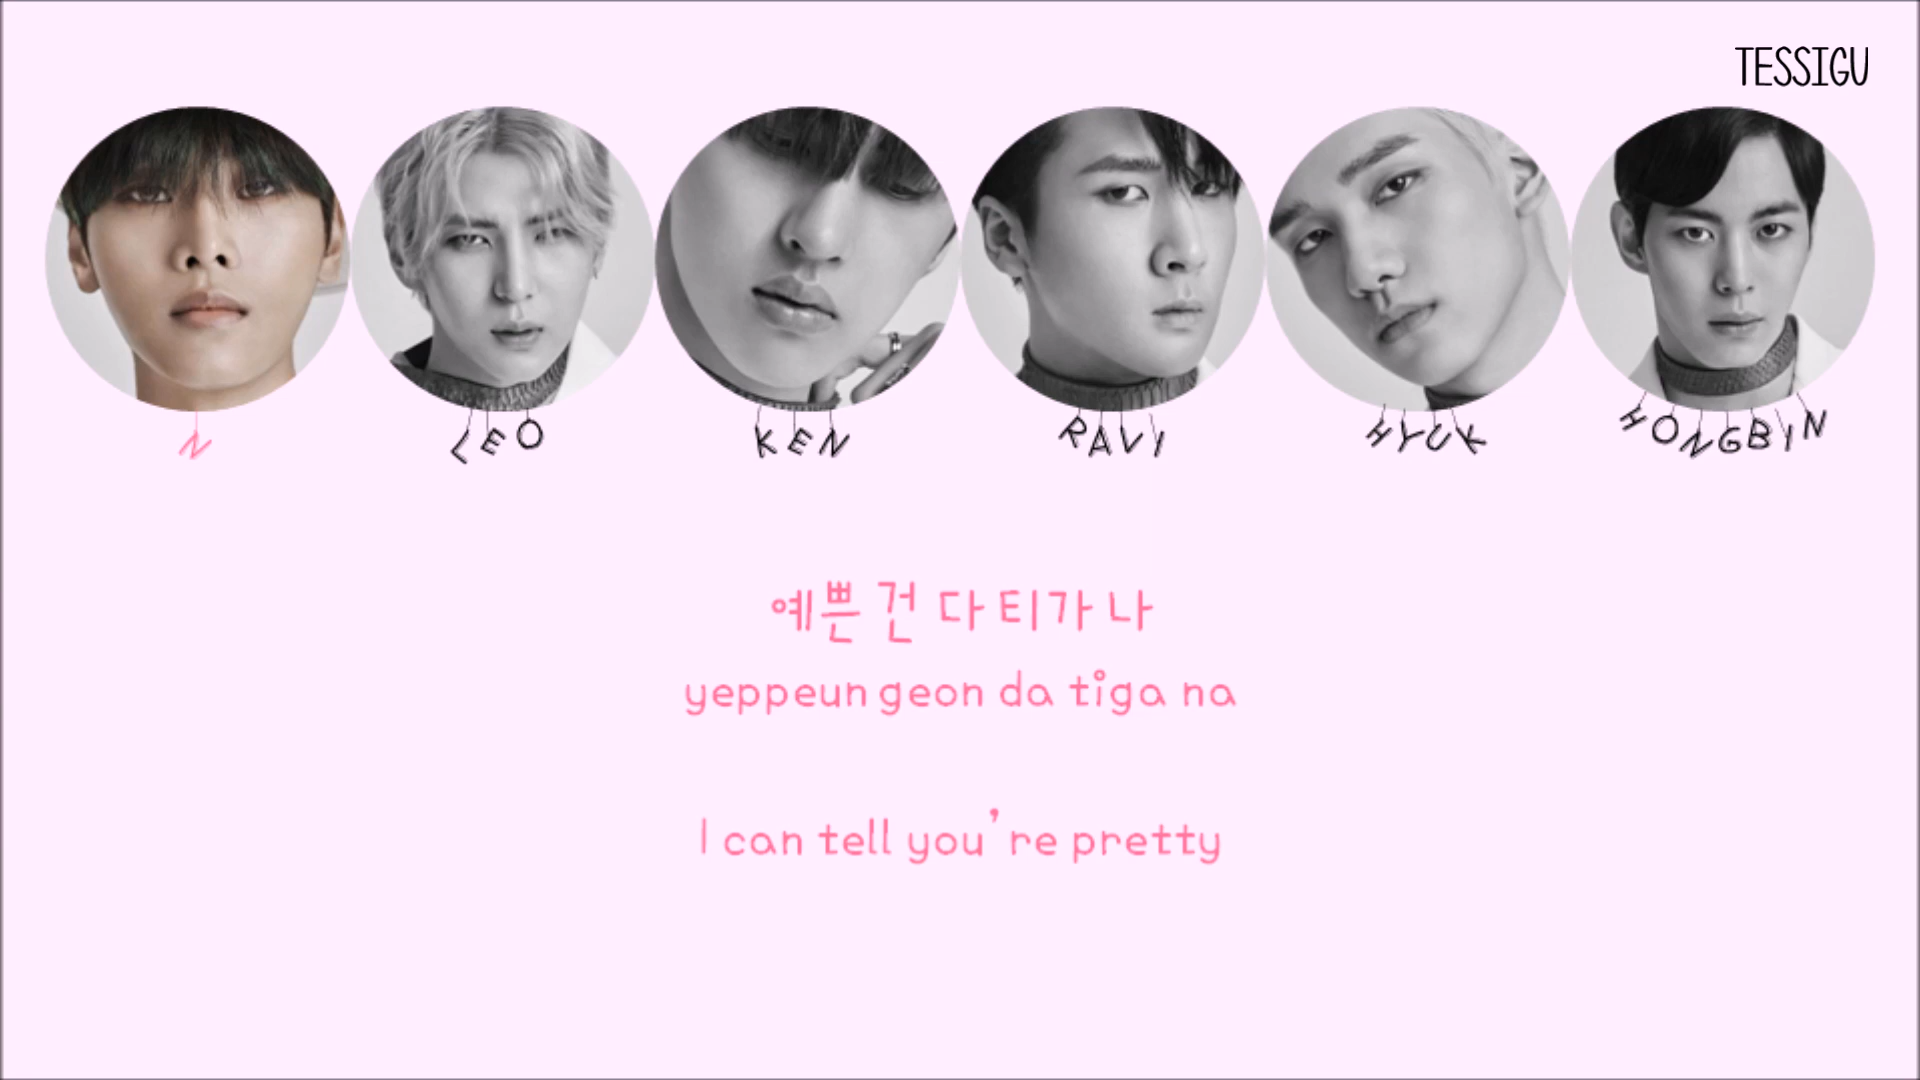 TESSIGU
N LEO KEN RAVI HYUK HONGBIN
예쁜 건 다 티가 나
yeppeun geon da tiga na
I can tell you're pretty